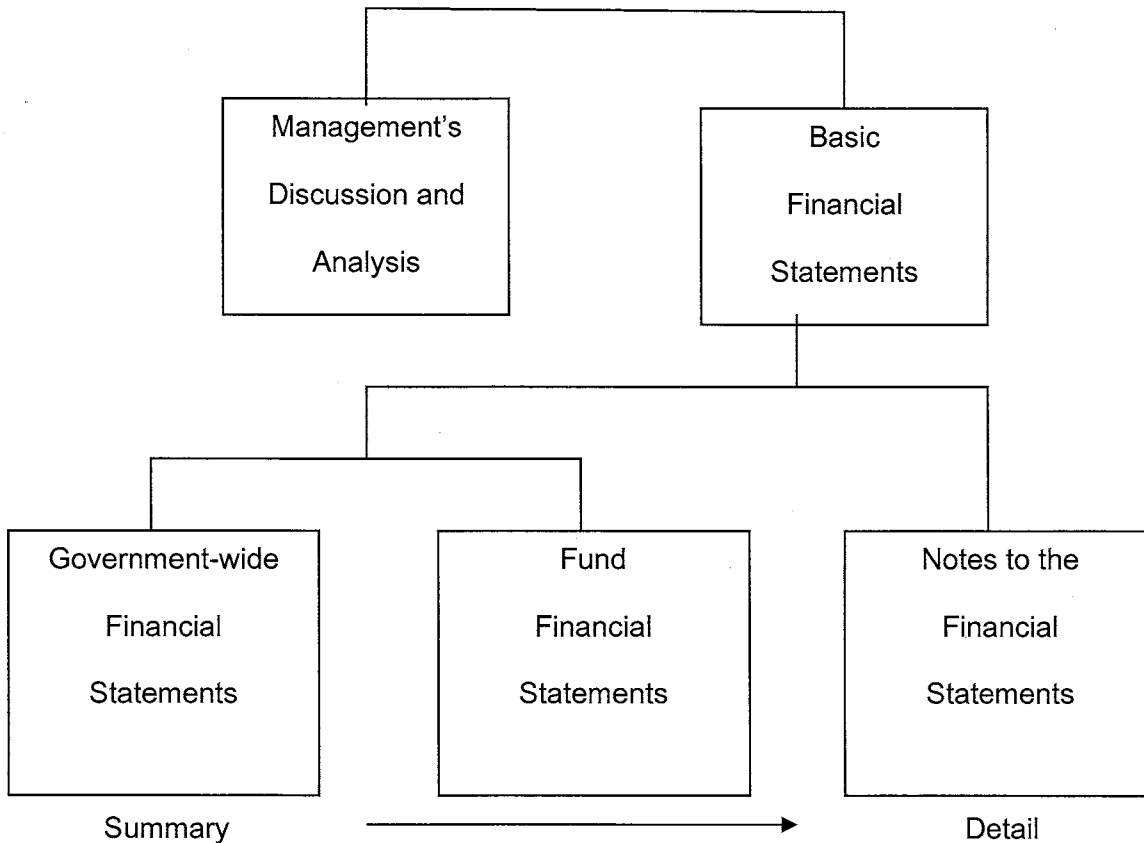 Management's
Discussion and
Analysis
Basic
Financial
Statements
Government-wide
Financial
Statements
Fund
Financial
Statements
Notes to the
Financial
Statements
Summary
Detail